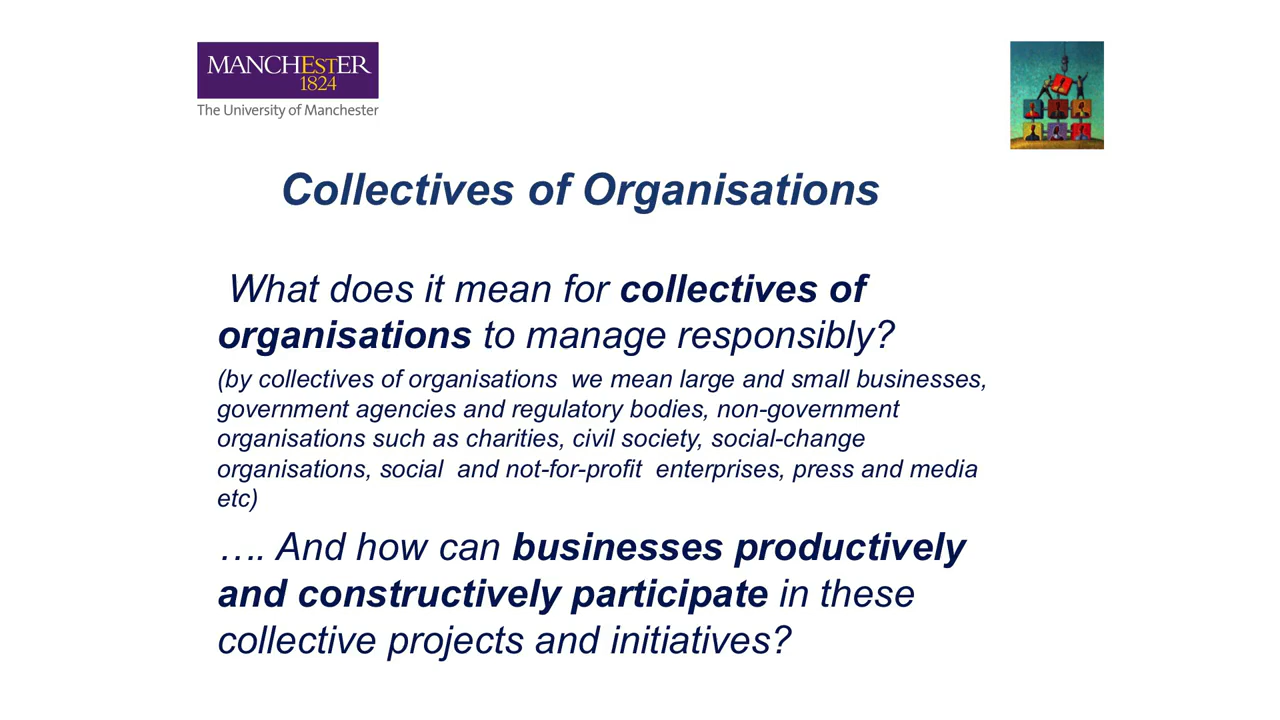 MANCHESTER
1824
The University of Manchester
Collectives of Organisations
What does it mean for collectives of
organisations to manage responsibly?
(by collectives of organisations we mean large and small businesses,
government agencies and regulatory bodies, non-government
organisations such as charities, civil society, social-change
organisations, social and not-for-profit enterprises, press and media
etc)
…. And how can businesses productively
and constructively participate in these
collective projects and initiatives?